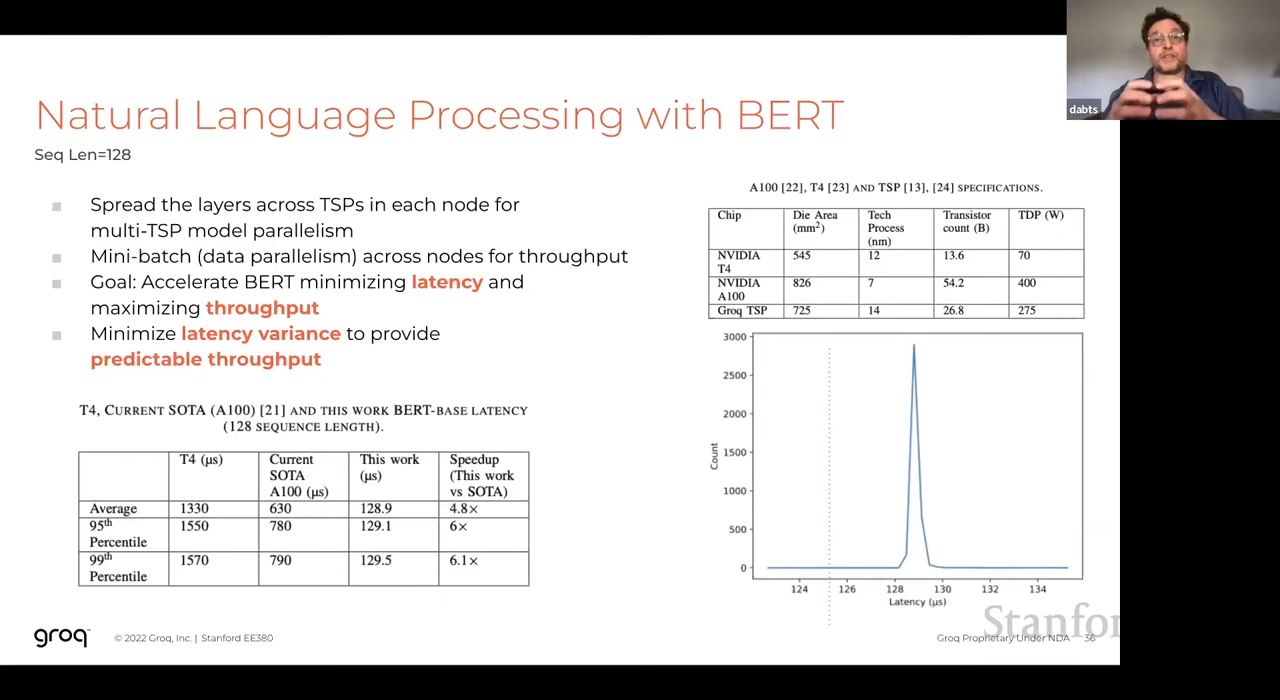 dabts
Natural Language Processing with BERT
Seq Len=128
Spread the layers across TSPs in each node for
multi-TSP model parallelism
Mini-batch (data parallelism) across nodes for throughput
Goal: Accelerate BERT minimizing latency and
maximizing throughput
Minimize latency variance to provide
predictable throughput
T4, CURRENT SOTA (A100) [21] AND THIS WORK BERT-BASE LATENCY
(128 SEQUENCE LENGTH).
T4 (µs) Current SOTA A100 (µs) This work (µs) Speedup (This work vs SOTA)
Average 1330 630 128.9 4.8×
95th Percentile 1550 780 129.1 6×
99th Percentile 1570 790 129.5 6.1×
A100 [22], T4 [23] AND TSP [13], [24] SPECIFICATIONS.
Chip Die Area (mm²) Tech Process (nm) Transistor count (B) TDP (W)
NVIDIA T4 545 12 13.6 70
NVIDIA A100 826 7 54.2 400
Groq TSP 725 14 26.8 275
3000
2500
2000
1500
1000
500
0
Count
124 126 128 130 132 134
Latency (µs)
groq
© 2022 Groq, Inc. | Stanford EE380
Stanfor
Groq Proprietary Under NDA 36